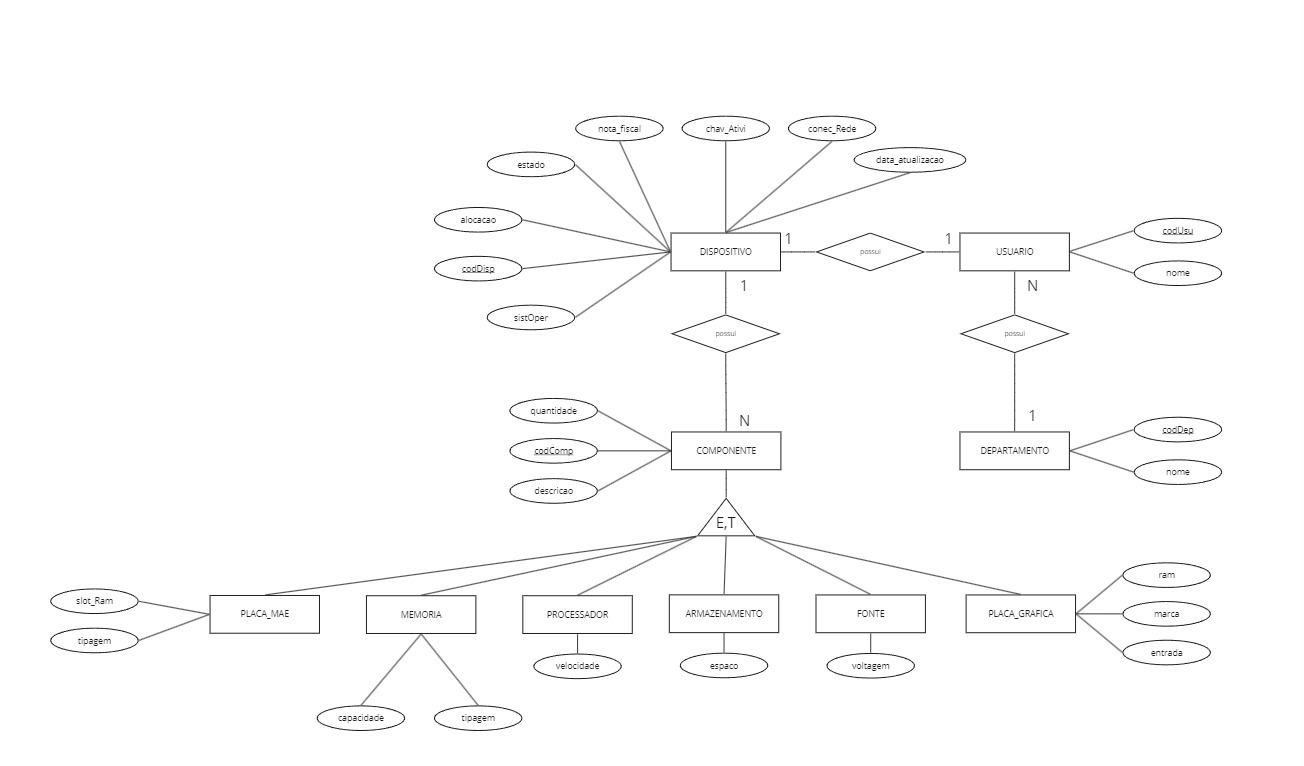 nota_fiscal
chav_Ativi
conec_Rede
data_atualizacao
estado
alocacao
codDisp
sistOper
DISPOSITIVO
1
possui
1
USUARIO
codUsu
nome
1
possui
N
N
possui
1
quantidade
codComp
descricao
COMPONENTE
DEPARTAMENTO
codDep
nome
E,T
slot_Ram
tipagem
PLACA_MAE
MEMORIA
PROCESSADOR
ARMAZENAMENTO
FONTE
PLACA_GRAFICA
ram
marca
entrada
velocidade
espaco
voltagem
capacidade
tipagem